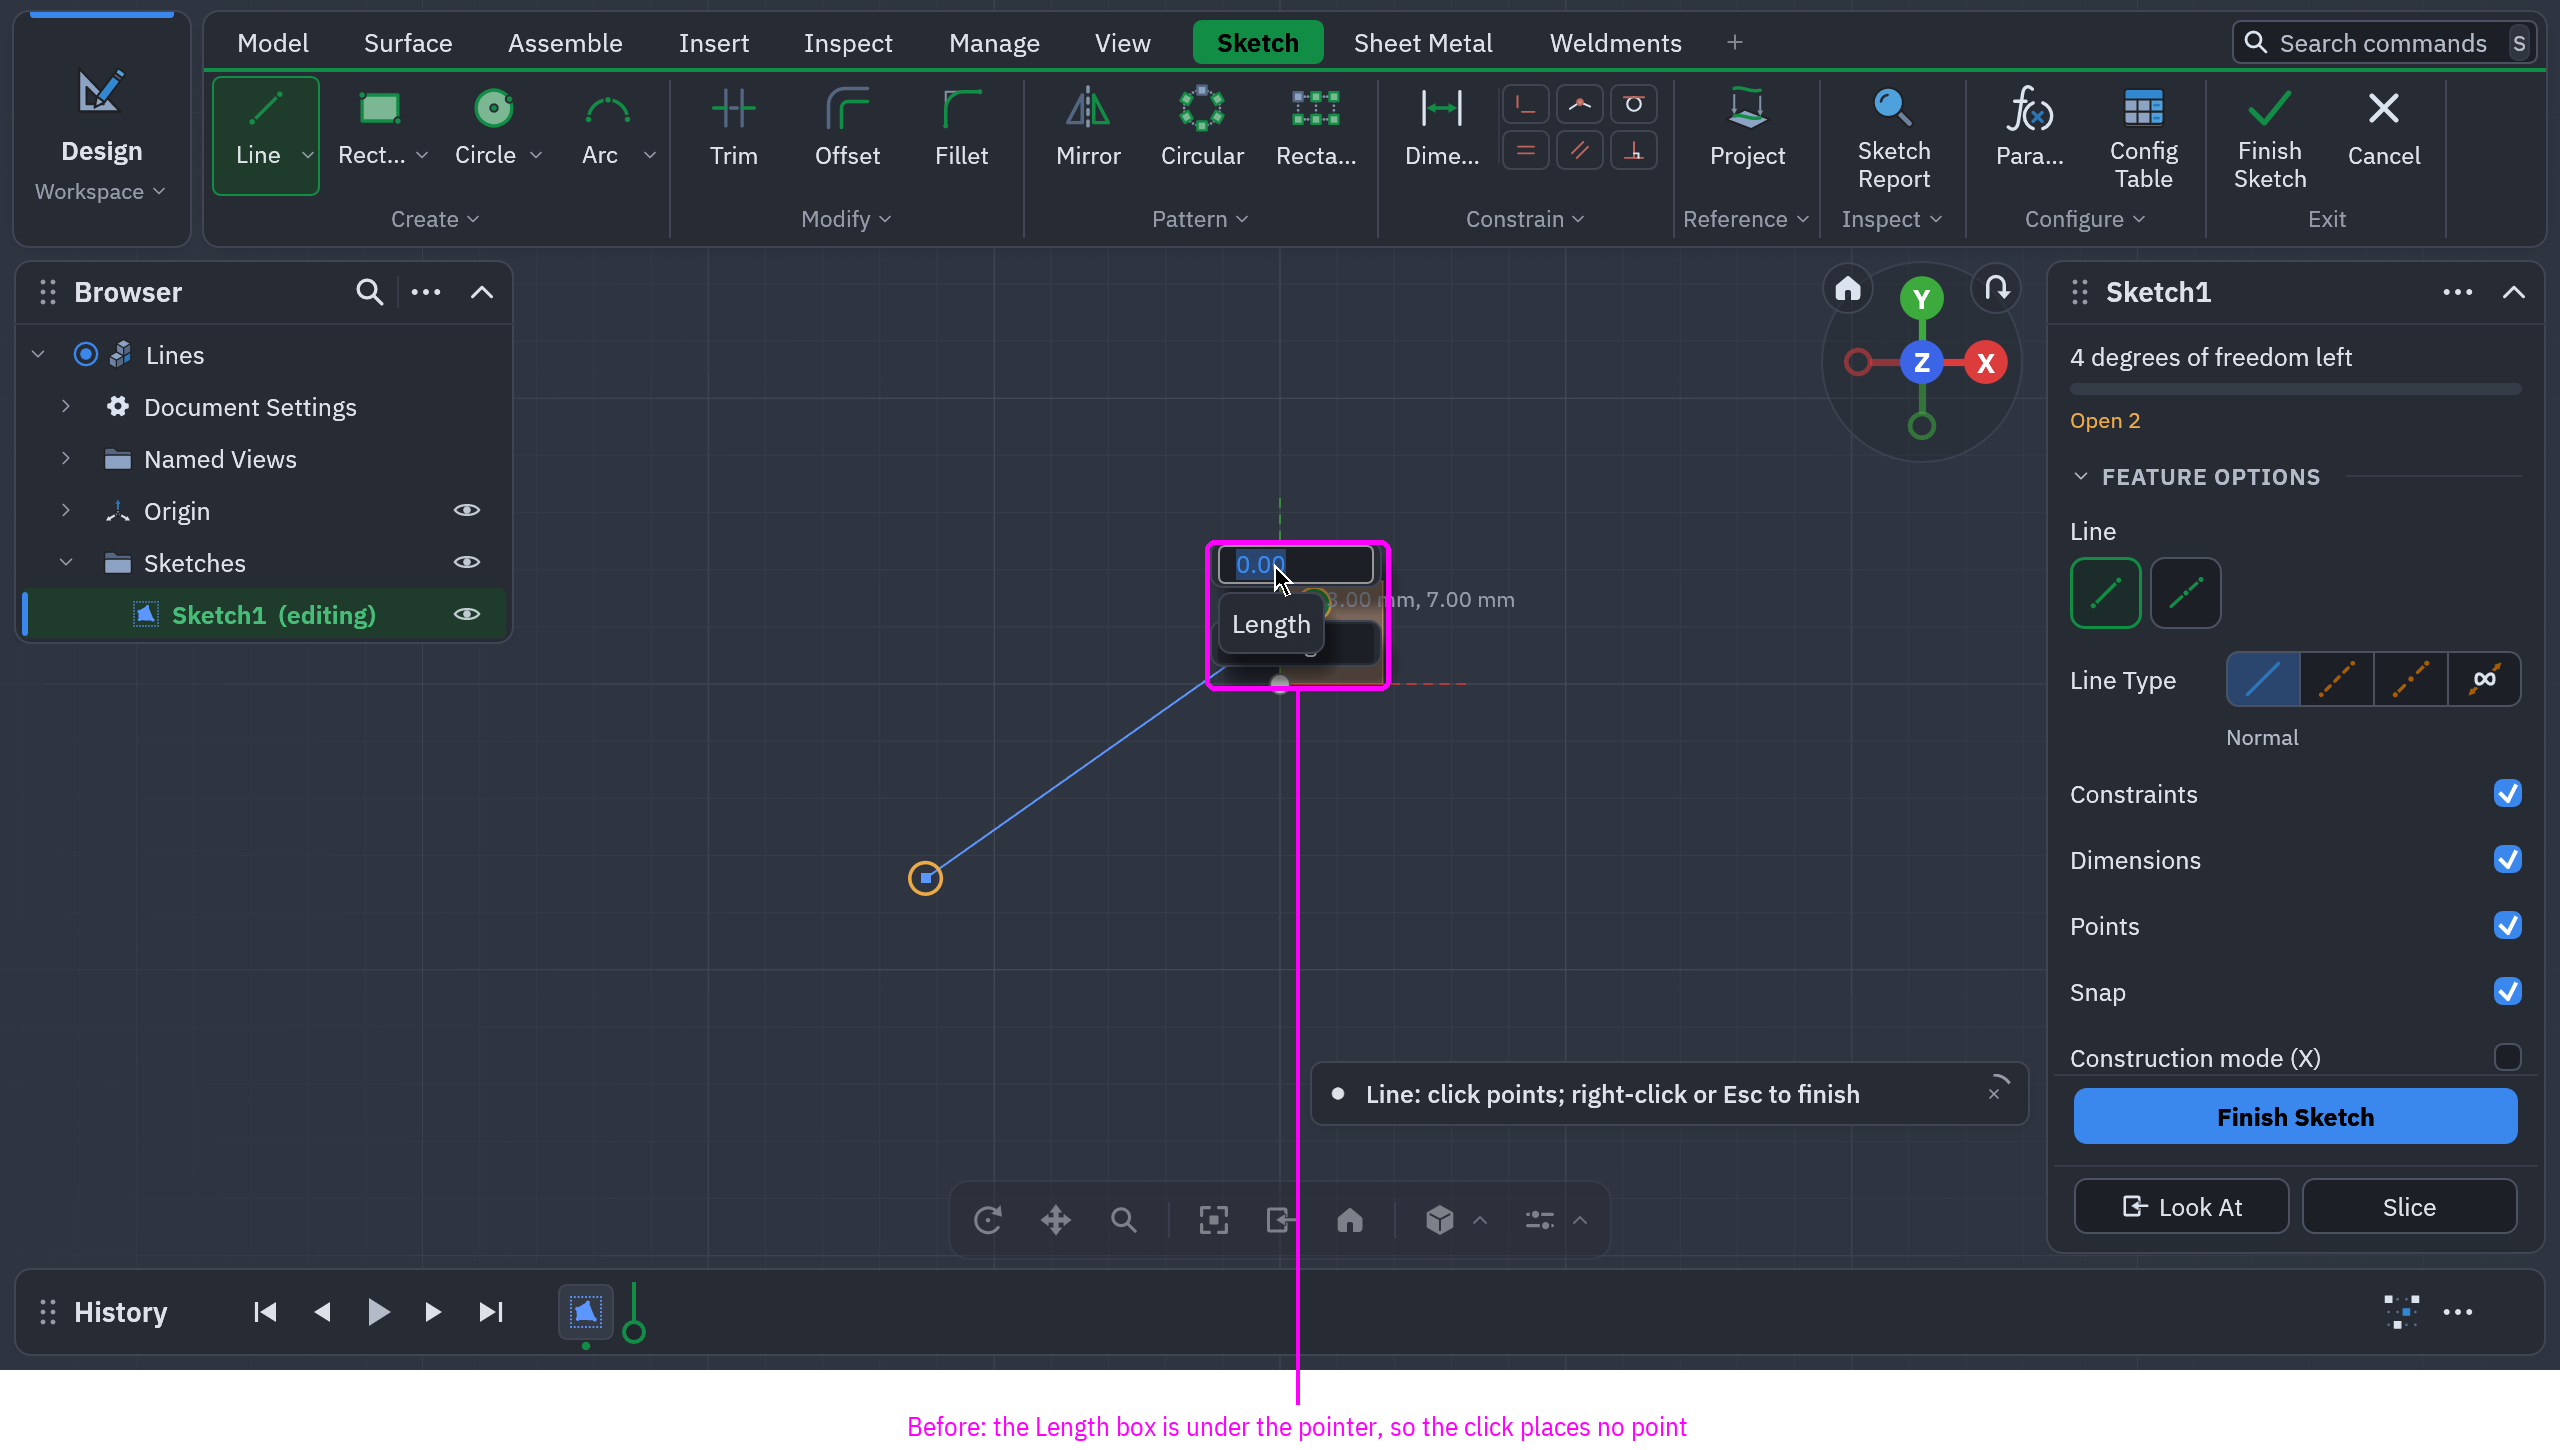 Design
Workspace
Model Surface Assemble Insert Inspect Manage View Sketch Sheet Metal Weldments +
Search commands S
Line Rect... Circle Arc
Create
Trim Offset Fillet
Modify
Mirror Circular Recta...
Pattern
Dime...
Constrain
Project
Reference
Sketch Report
Inspect
Para... Config Table
Configure
Finish Sketch Cancel
Exit
Browser
Lines
Document Settings
Named Views
Origin
Sketches
Sketch1 (editing)
Y
Z
X
0.00
3.00 mm, 7.00 mm
Length
Line: click points; right-click or Esc to finish
Sketch1
4 degrees of freedom left
Open 2
FEATURE OPTIONS
Line
Line Type
Normal
Constraints
Dimensions
Points
Snap
Construction mode (X)
Finish Sketch
Look At
Slice
History
Before: the Length box is under the pointer, so the click places no point